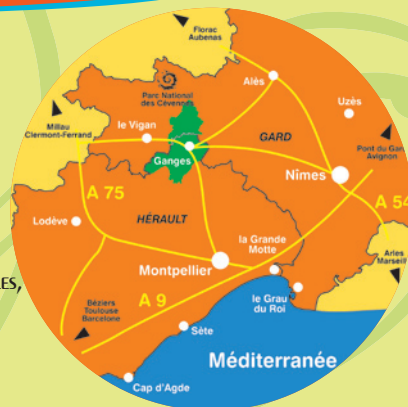 Florac
Aubenas
Alés
Parc National
des Cévennes
Uzès
Millau
Clermont-Ferrand
le Vigan
GARD
Pont du Gard
Avignon
Ganges
Nîmes
A 75
A 54
Lodève
HÉRAULT
la Grande
Motte
Arles
Montpellier
ES,
le Grau
du Roi
Béziers
Toulouse
Barcelone
A 9
Sète
Méditerranée
Cap d'Agde